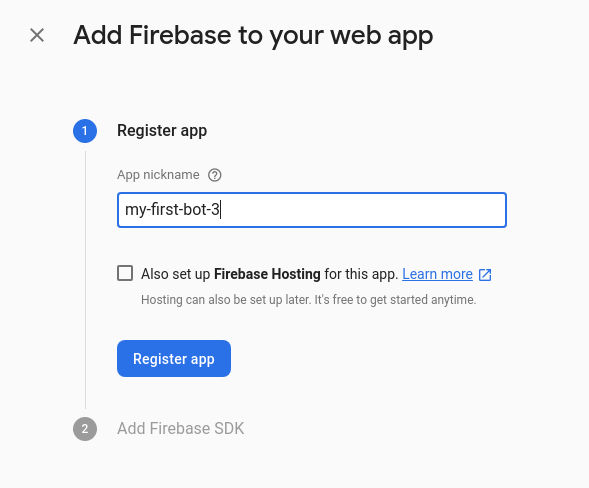 Add Firebase to your web app
1
Register app
App nickname ?
my-first-bot-3
Also set up Firebase Hosting for this app. Learn more
Hosting can also be set up later. It's free to get started anytime.
Register app
2
Add Firebase SDK